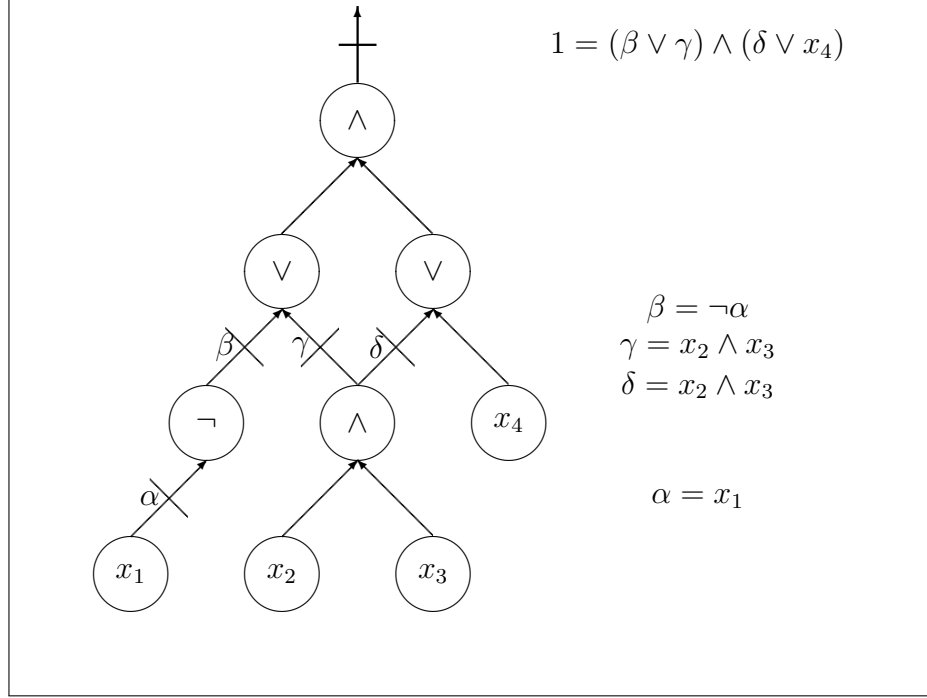 1 = (β ∨ γ) ∧ (δ ∨ x₄)
∧
∨ ∨
β γ δ
β = ¬α
γ = x₂ ∧ x₃
δ = x₂ ∧ x₃
¬ ∧ x₄
α
α = x₁
x₁ x₂ x₃